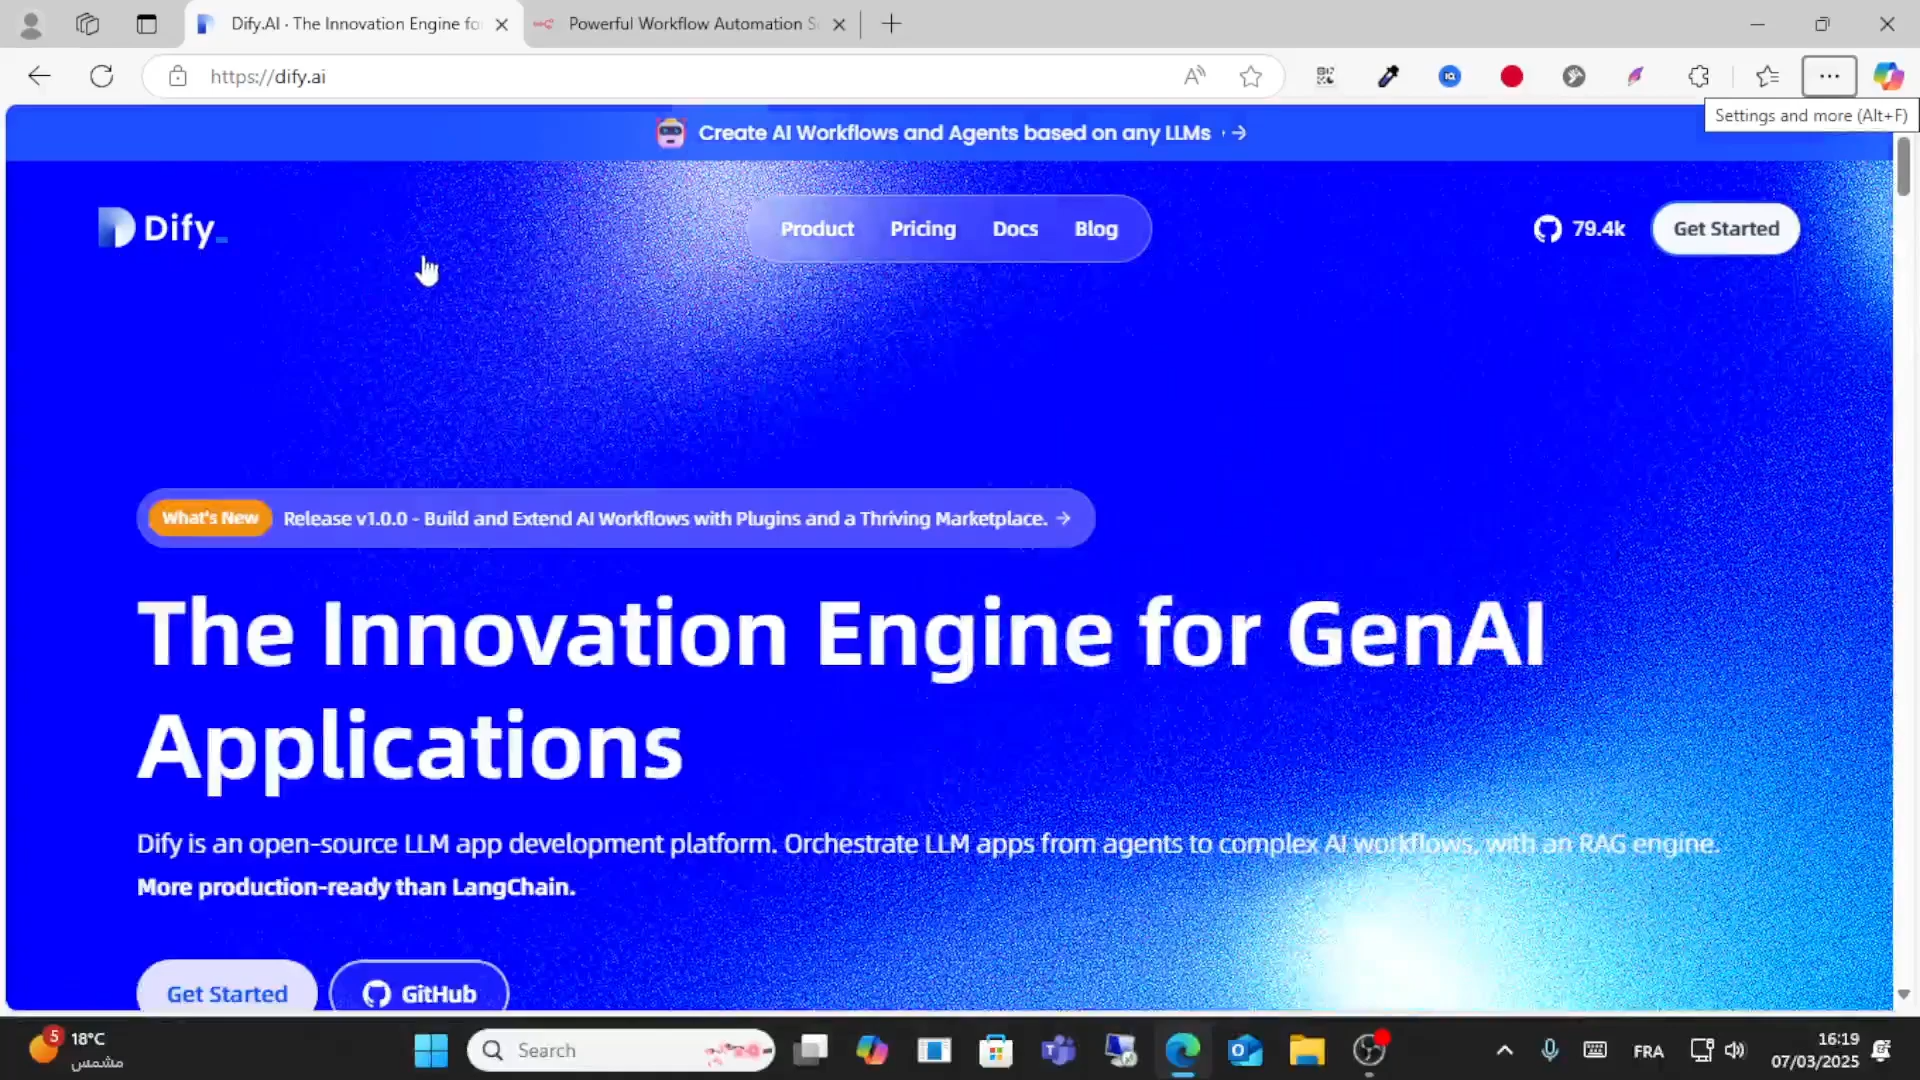 Dify.AI · The Innovation Engine fo
Powerful Workflow Automation S
https://dify.ai
Settings and more (Alt+F)
Create AI Workflows and Agents based on any LLMs
Dify_
Product
Pricing
Docs
Blog
79.4k
Get Started
What's New
Release v1.0.0 - Build and Extend AI Workflows with Plugins and a Thriving Marketplace. →
The Innovation Engine for GenAI
Applications
Dify is an open-source LLM app development platform. Orchestrate LLM apps from agents to complex AI workflows, with an RAG engine.
More production-ready than LangChain.
Get Started
GitHub
5
18°C
مشمس
Search
FRA
16:19
07/03/2025